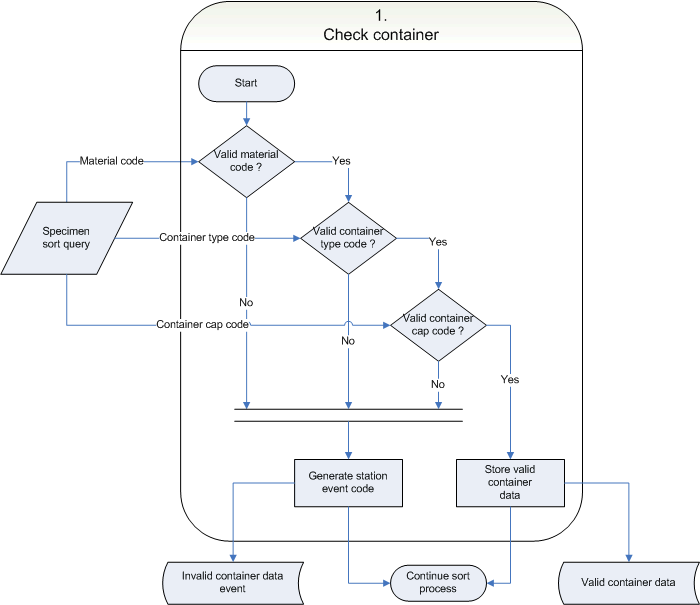 1.
Check container
Start
Valid material
code ?
Material code
Yes
Specimen
sort query
Container type code
Valid container
type code ?
Yes
No
Container cap code
Valid container
cap code ?
No
No
Yes
Generate station
event code
Store valid
container
data
Invalid container data
event
Continue sort
process
Valid container data